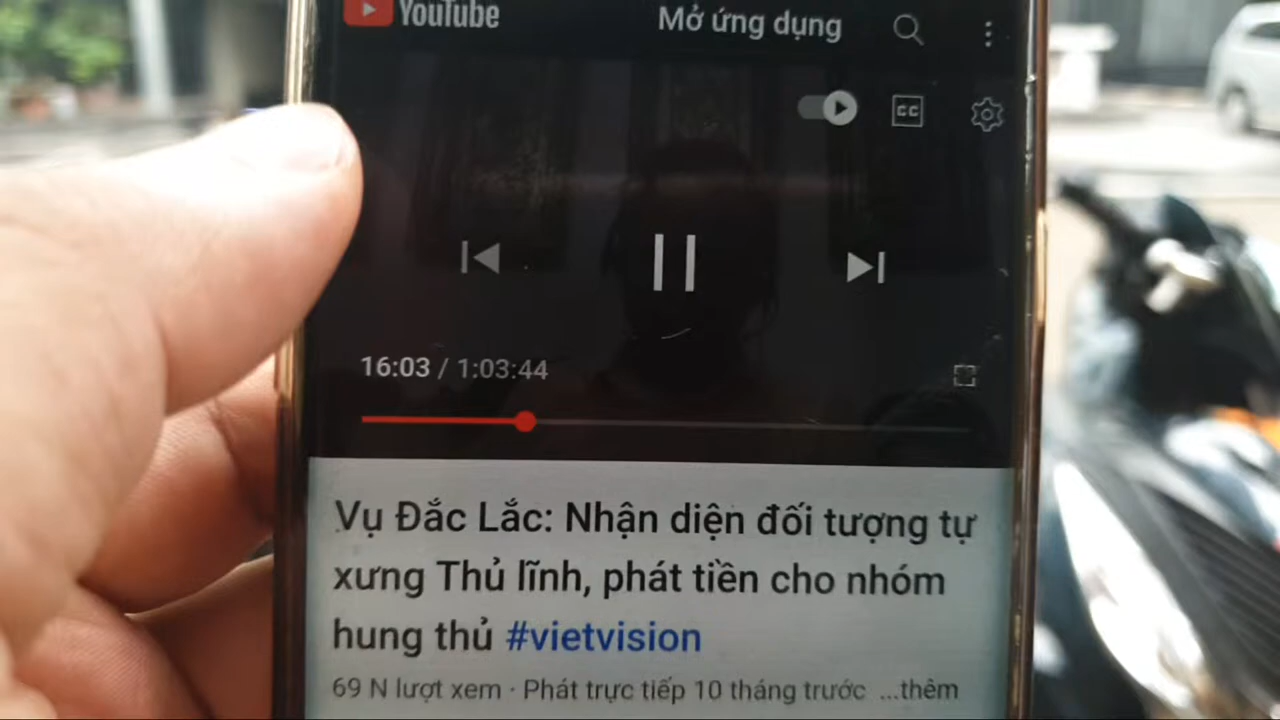 YouTube
Mở ứng dụng
CC
16:03 / 1:03:44
Vụ Đắc Lắc: Nhận diện đối tượng tự
xưng Thủ lĩnh, phát tiền cho nhóm
hung thủ #vietvision
69 N lượt xem · Phát trực tiếp 10 tháng trước ...thêm